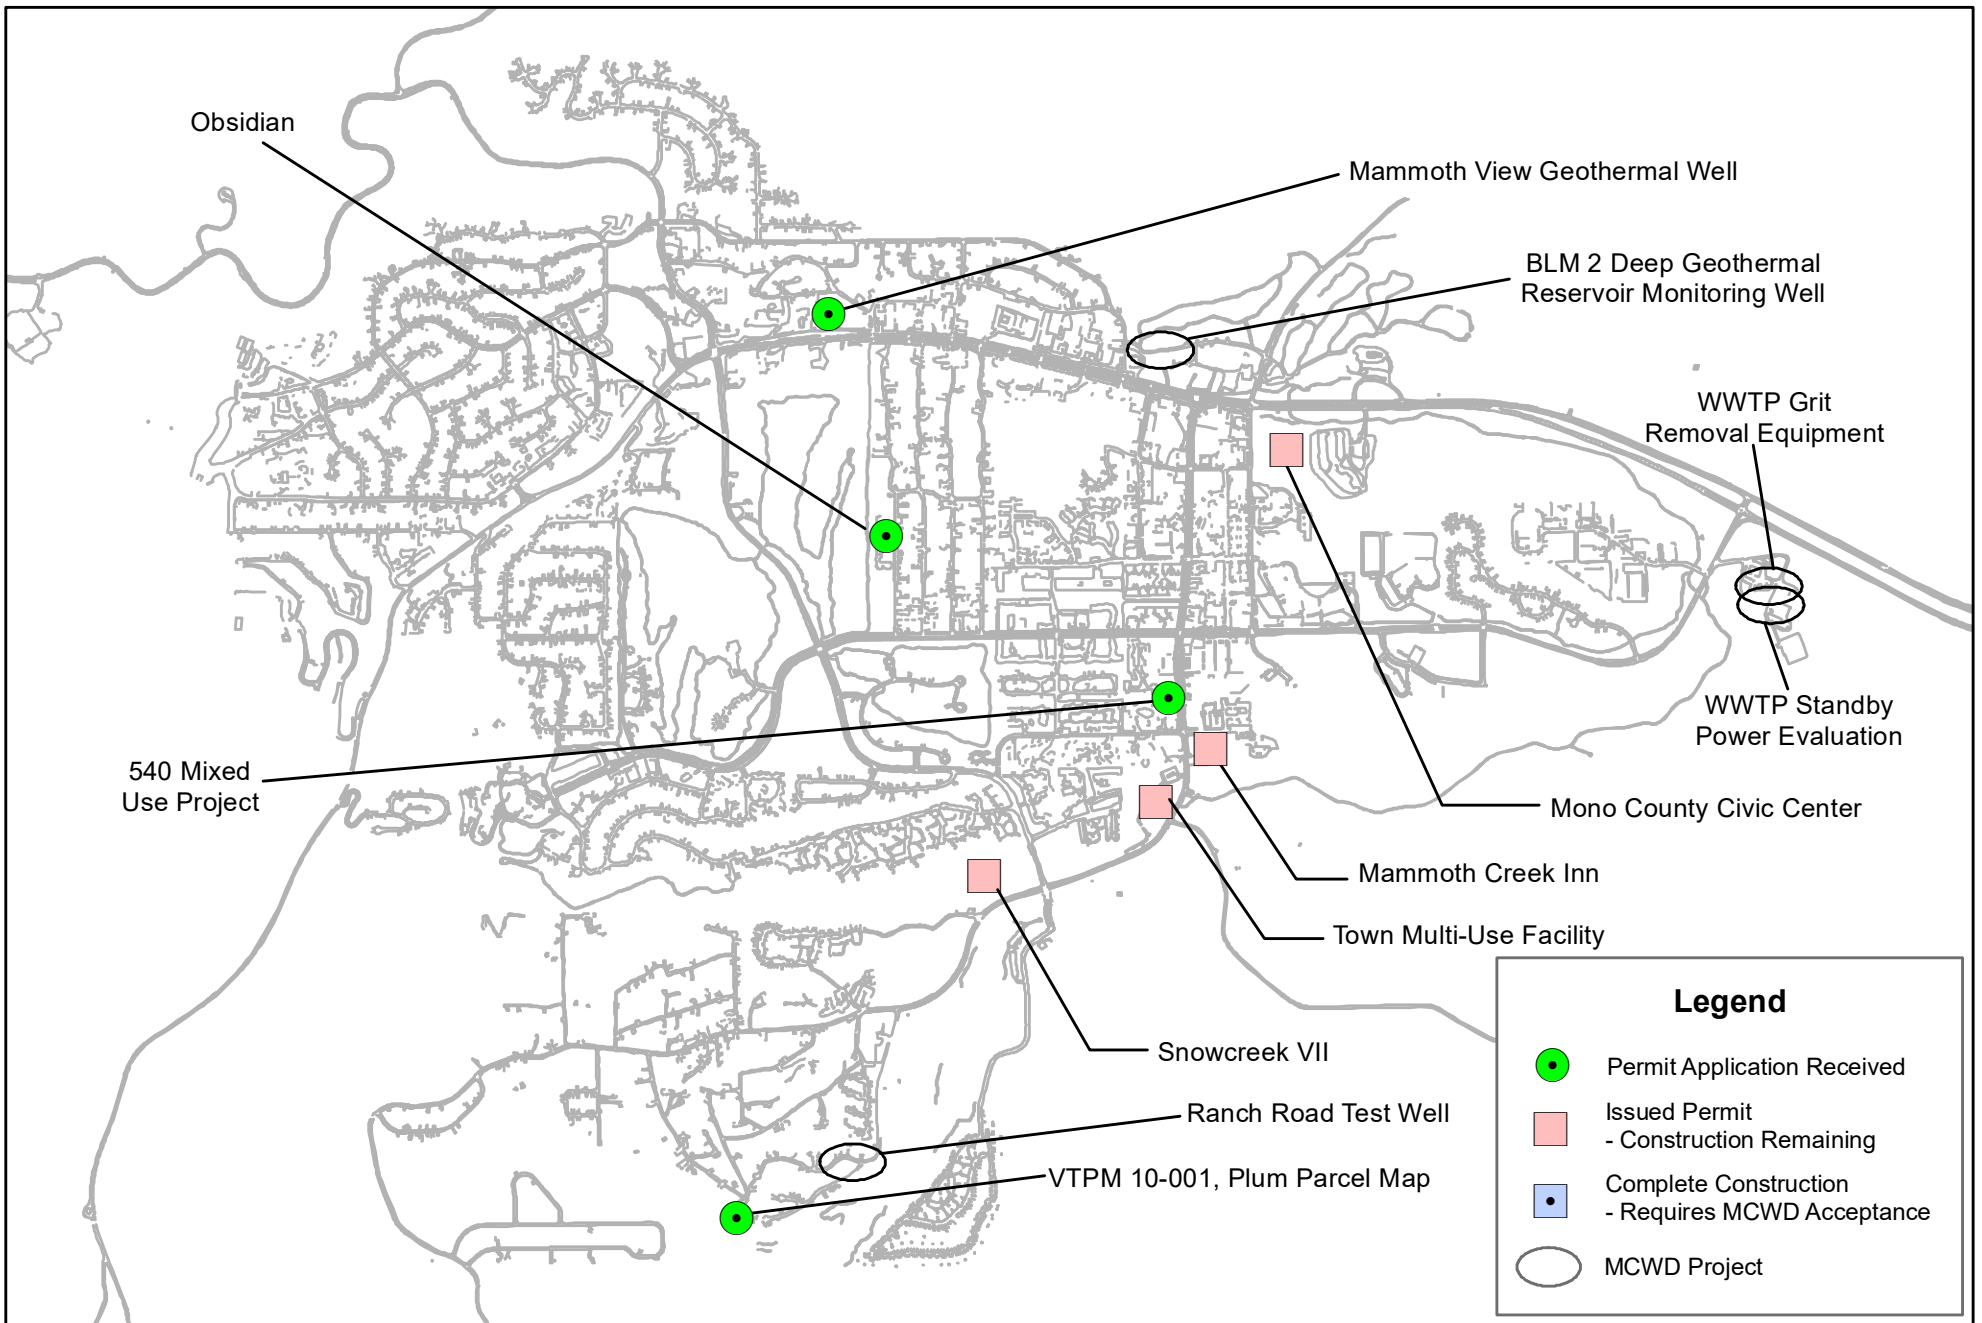 Obsidian
Mammoth View Geothermal Well
BLM 2 Deep Geothermal
Reservoir Monitoring Well
WWTP Grit
Removal Equipment
WWTP Standby
Power Evaluation
540 Mixed
Use Project
Mono County Civic Center
Mammoth Creek Inn
Town Multi-Use Facility
Snowcreek VII
Ranch Road Test Well
VTPM 10-001, Plum Parcel Map
Legend
Permit Application Received
Issued Permit
- Construction Remaining
Complete Construction
- Requires MCWD Acceptance
MCWD Project